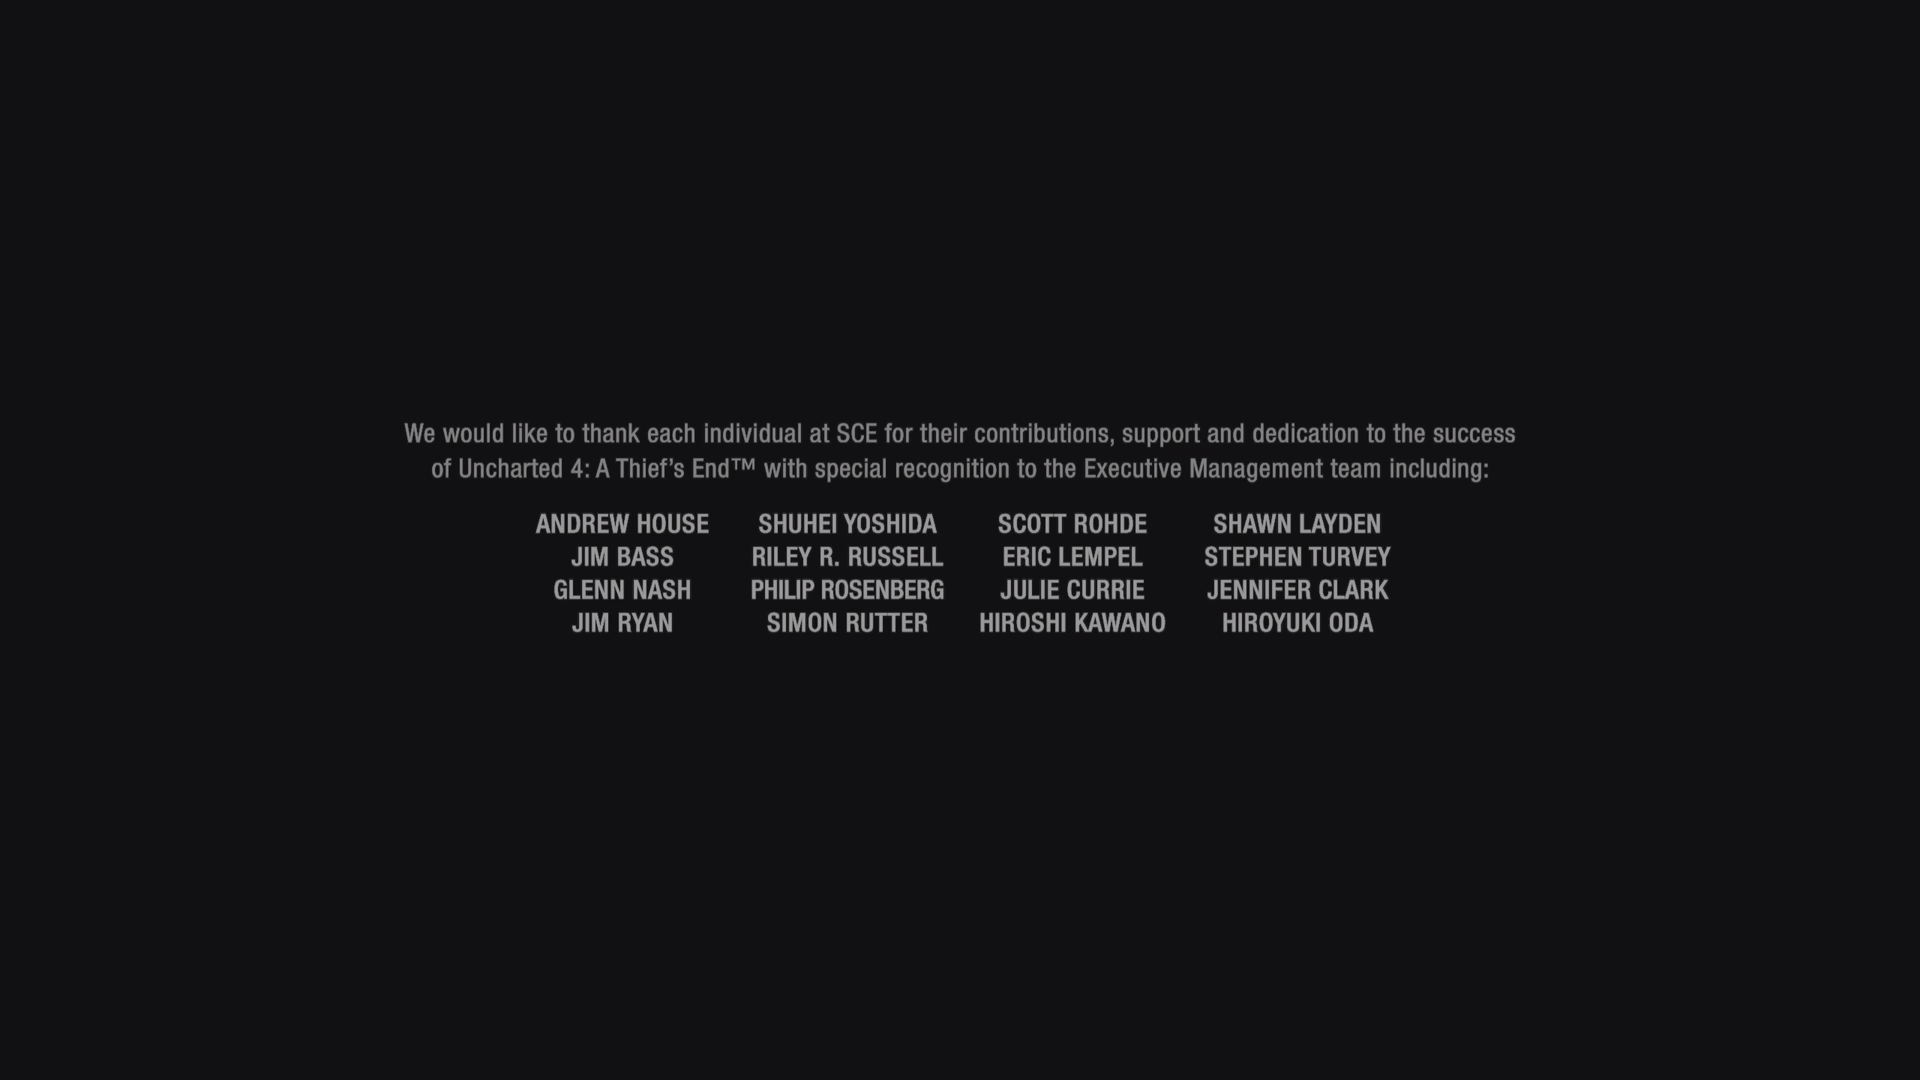 We would like to thank each individual at SCE for their contributions, support and dedication to the success
of Uncharted 4: A Thief’s End™ with special recognition to the Executive Management team including:
ANDREW HOUSE SHUHEI YOSHIDA SCOTT ROHDE SHAWN LAYDEN
JIM BASS RILEY R. RUSSELL ERIC LEMPEL STEPHEN TURVEY
GLENN NASH PHILIP ROSENBERG JULIE CURRIE JENNIFER CLARK
JIM RYAN SIMON RUTTER HIROSHI KAWANO HIROYUKI ODA